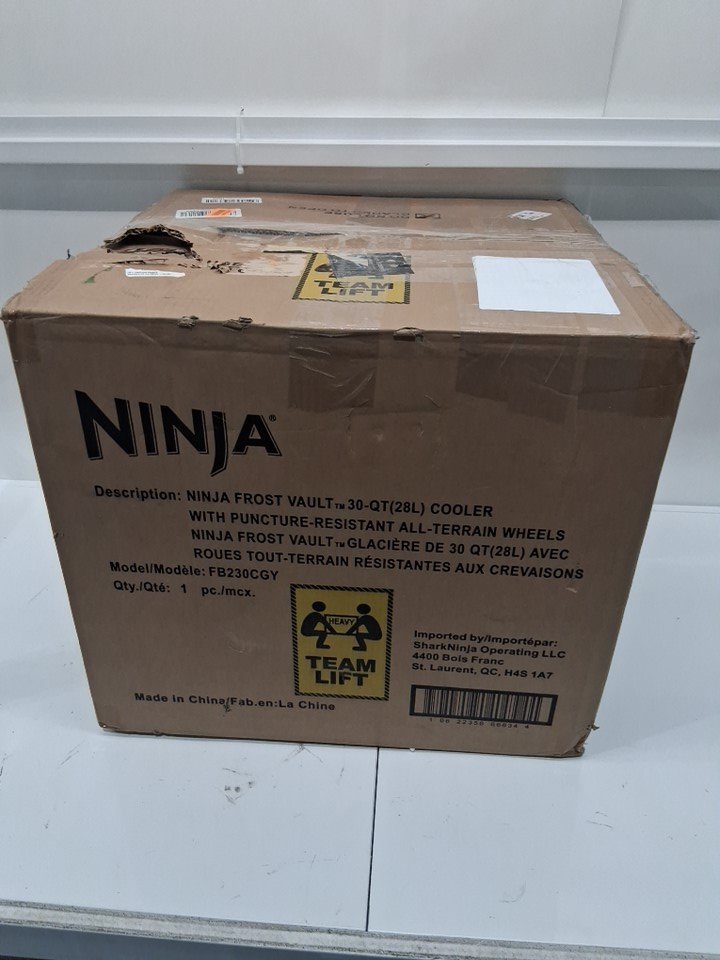 TEAM
LIFT
NINJA®
Description: NINJA FROST VAULT™ 30-QT(28L) COOLER
WITH PUNCTURE-RESISTANT ALL-TERRAIN WHEELS
NINJA FROST VAULT™ GLACIÈRE DE 30 QT(28L) AVEC
ROUES TOUT-TERRAIN RÉSISTANTES AUX CREVAISONS
Model/Modèle: FB230CGY
Qty./Qté: 1 pc./mcx.
HEAVY
TEAM
LIFT
Imported by/Importépar:
SharkNinja Operating LLC
4400 Bois Franc
St. Laurent, QC, H4S 1A7
Made in China/Fab.en:La Chine